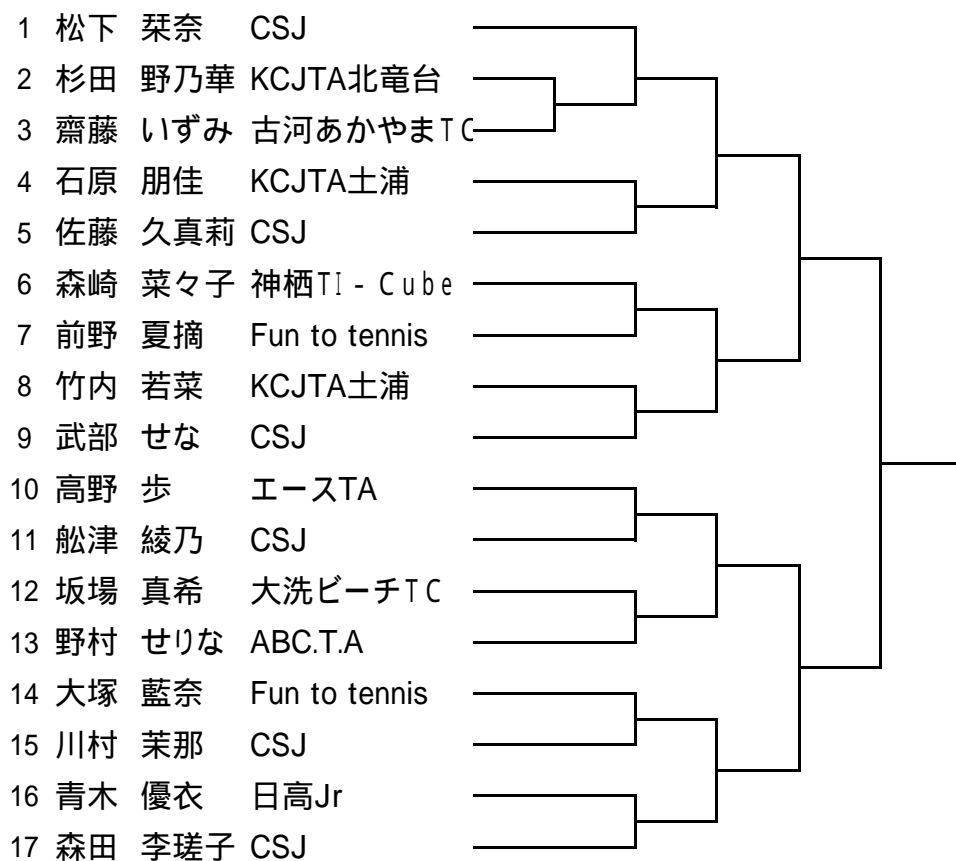 1 松下 栞奈 CSJ
2 杉田 野乃華 KCJTA北竜台
3 齋藤 いずみ 古河あかやまTC
4 石原 朋佳 KCJTA土浦
5 佐藤 久真莉 CSJ
6 森崎 菜々子 神栖TI-Cube
7 前野 夏摘 Fun to tennis
8 竹内 若菜 KCJTA土浦
9 武部 せな CSJ
10 高野 歩 エースTA
11 舩津 綾乃 CSJ
12 坂場 真希 大洗ビーチTC
13 野村 せりな ABC.T.A
14 大塚 藍奈 Fun to tennis
15 川村 茉那 CSJ
16 青木 優衣 日高Jr
17 森田 李瑳子 CSJ